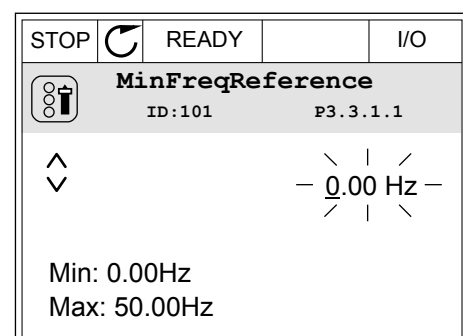 STOP READY I/O
MinFreqReference
ID:101 P3.3.1.1
0.00 Hz
Min: 0.00Hz
Max: 50.00Hz